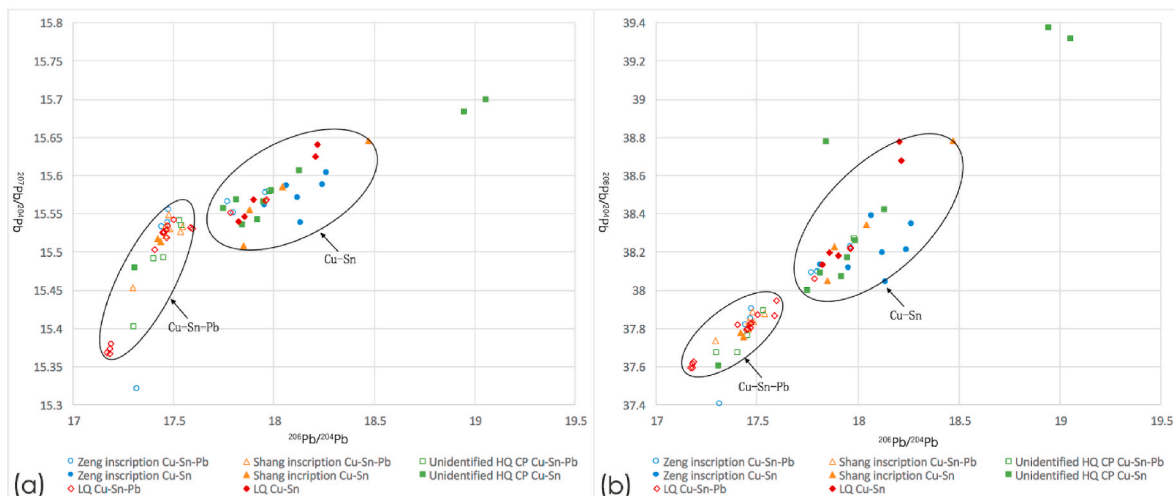 15.8
15.7
15.6
15.55
15.5
15.45
15.4
15.35
15.3
²⁰⁷Pb/²⁰⁴Pb
Cu-Sn
Cu-Sn-Pb
17 17.5 18 18.5 19 19.5
²⁰⁶Pb/²⁰⁴Pb
Zeng inscription Cu-Sn-Pb Shang inscription Cu-Sn-Pb Unidentified HQ CP Cu-Sn-Pb
Zeng inscription Cu-Sn Shang incription Cu-Sn Unidentified HQ CP Cu-Sn
LQ Cu-Sn-Pb LQ Cu-Sn
(a)
39.4
39.2
39
38.8
38.6
38.4
38.2
38
37.8
37.6
37.4
²⁰⁸Pb/²⁰⁴Pb
Cu-Sn
Cu-Sn-Pb
17 17.5 18 18.5 19 19.5
²⁰⁶Pb/²⁰⁴Pb
Zeng inscription Cu-Sn-Pb Shang inscription Cu-Sn-Pb Unidentified HQ CP Cu-Sn-Pb
Zeng inscription Cu-Sn Shang incription Cu-Sn Unidentified HQ CP Cu-Sn
LQ Cu-Sn-Pb LQ Cu-Sn
(b)